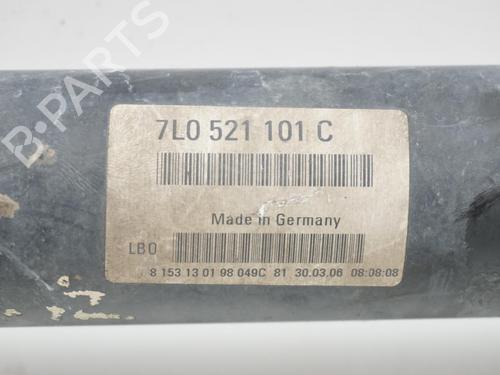 B-PARTS
7L0 521 101 C
Made in Germany
LB0
8 153 13 01 98 049C 81 30.03.06 08:08:08